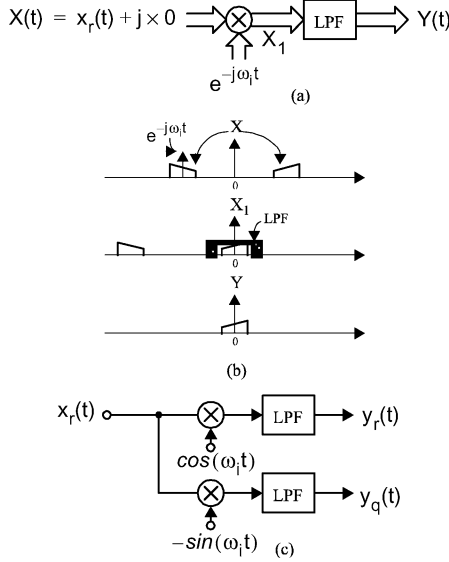 X(t) = x_r(t) + j × 0
X_1
LPF
Y(t)
e^{-jω_i t}
(a)
e^{-jω_i t}
X
0
X_1
LPF
0
Y
0
(b)
x_r(t)
LPF
y_r(t)
cos(ω_i t)
LPF
y_q(t)
-sin(ω_i t)
(c)